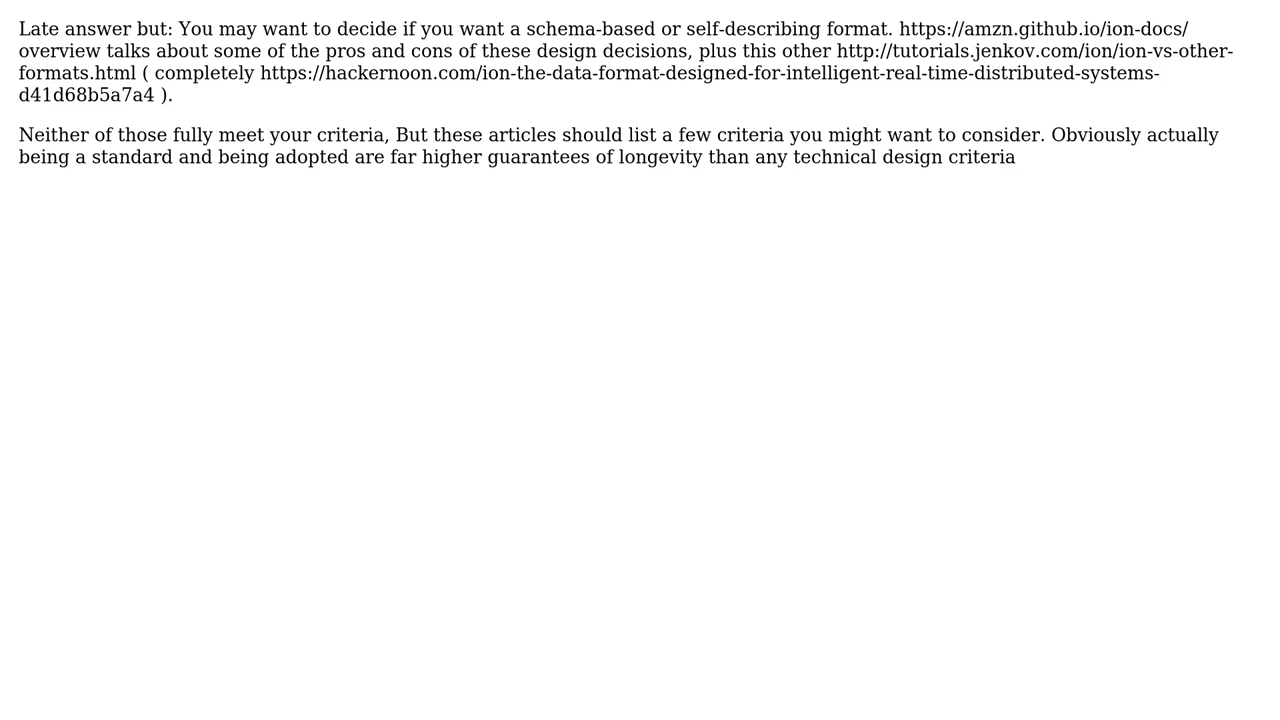 Late answer but: You may want to decide if you want a schema-based or self-describing format. https://amzn.github.io/ion-docs/
overview talks about some of the pros and cons of these design decisions, plus this other http://tutorials.jenkov.com/ion/ion-vs-other-
formats.html ( completely https://hackernoon.com/ion-the-data-format-designed-for-intelligent-real-time-distributed-systems-
d41d68b5a7a4 ).
Neither of those fully meet your criteria, But these articles should list a few criteria you might want to consider. Obviously actually
being a standard and being adopted are far higher guarantees of longevity than any technical design criteria